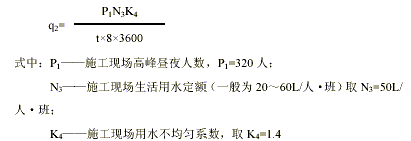 P₁N₃K₄
q₂=
t×8×3600
式中：P₁——施工现场高峰昼夜人数，P₁=320 人；
N₃——施工现场生活用水定额（一般为 20～60L/人·班）取 N₃=50L/
人·班；
K₄——施工现场用水不均匀系数，取 K₄=1.4